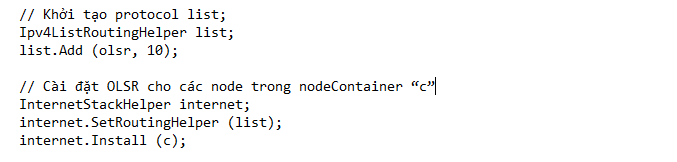 // Khởi tạo protocol list;
Ipv4ListRoutingHelper list;
list.Add (olsr, 10);
// Cài đặt OLSR cho các node trong nodeContainer “c”
InternetStackHelper internet;
internet.SetRoutingHelper (list);
internet.Install (c);